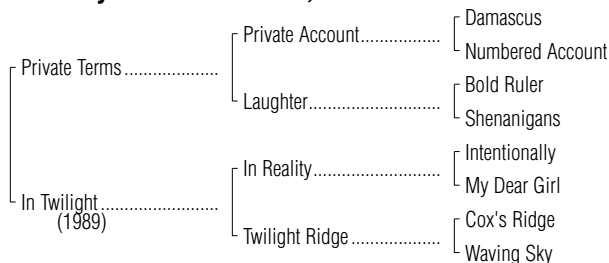 Damascus
Private Account..................
Numbered Account
Private Terms .....................
Bold Ruler
Laughter..............................
Shenanigans
Intentionally
In Reality.............................
My Dear Girl
In Twilight..........................
(1989)
Cox's Ridge
Twilight Ridge ....................
Waving Sky